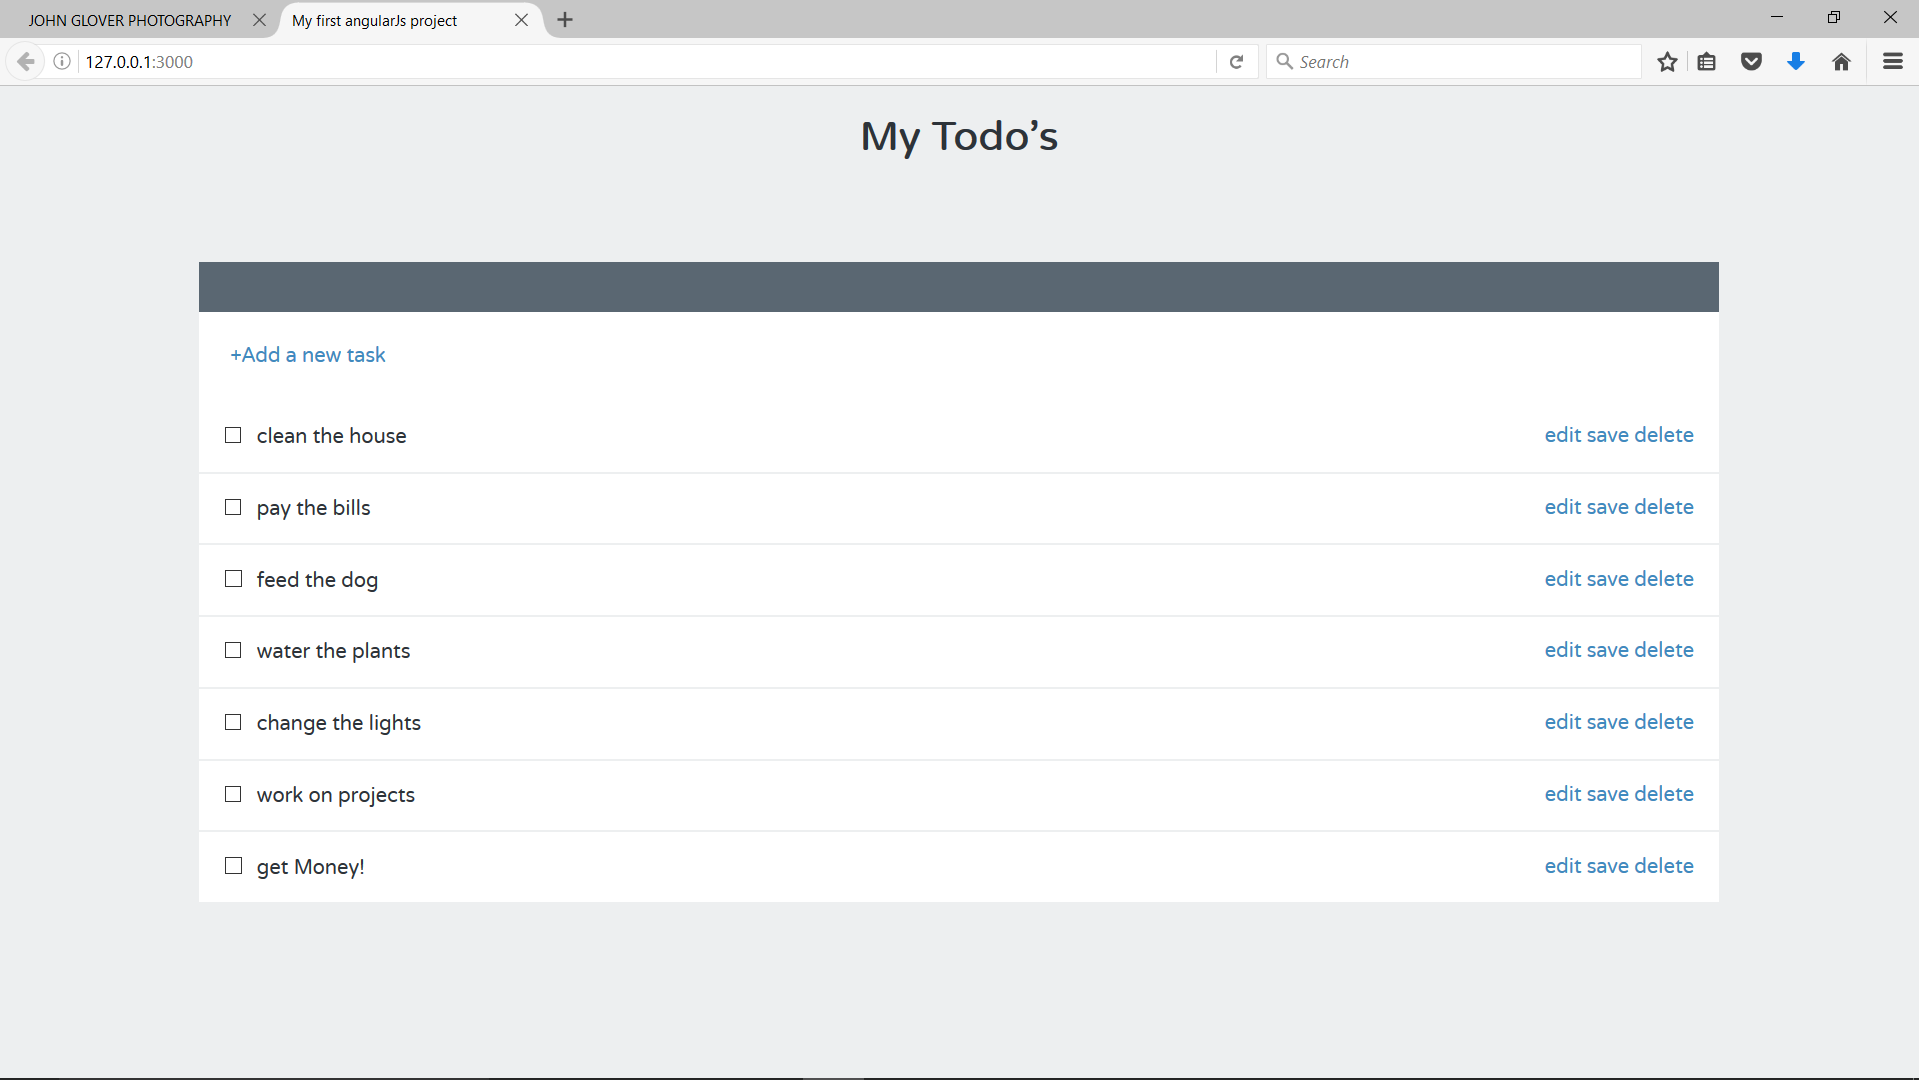 JOHN GLOVER PHOTOGRAPHY My first angularJs project
127.0.0.1:3000 Search
My Todo’s
+Add a new task
clean the house edit save delete
pay the bills edit save delete
feed the dog edit save delete
water the plants edit save delete
change the lights edit save delete
work on projects edit save delete
get Money! edit save delete